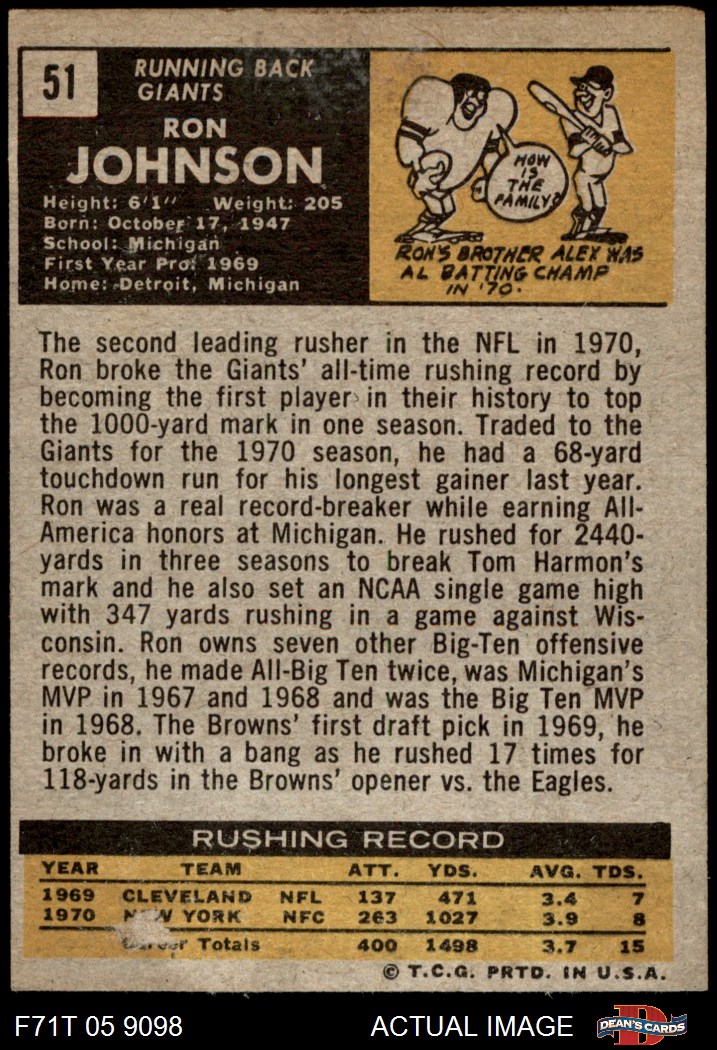 51
RUNNING BACK
GIANTS
RON
JOHNSON
Height: 6'1" Weight: 205
Born: October 17, 1947
School: Michigan
First Year Pro: 1969
Home: Detroit, Michigan
HOW
IS
THE
FAMILY?
RON'S BROTHER ALEX WAS
AL BATTING CHAMP
IN '70.
The second leading rusher in the NFL in 1970,
Ron broke the Giants' all-time rushing record by
becoming the first player in their history to top
the 1000-yard mark in one season. Traded to the
Giants for the 1970 season, he had a 68-yard
touchdown run for his longest gainer last year.
Ron was a real record-breaker while earning All-
America honors at Michigan. He rushed for 2440-
yards in three seasons to break Tom Harmon's
mark and he also set an NCAA single game high
with 347 yards rushing in a game against Wis-
consin. Ron owns seven other Big-Ten offensive
records, he made All-Big Ten twice, was Michigan's
MVP in 1967 and 1968 and was the Big Ten MVP
in 1968. The Browns' first draft pick in 1969, he
broke in with a bang as he rushed 17 times for
118-yards in the Browns' opener vs. the Eagles.
RUSHING RECORD
YEAR TEAM ATT. YDS. AVG. TDS.
1969 CLEVELAND NFL 137 471 3.4 7
1970 NEW YORK NFC 263 1027 3.9 8
Career Totals 400 1498 3.7 15
© T.C.G. PRTD. IN U.S.A.
F71T 05 9098 ACTUAL IMAGE D DEAN'S CARDS